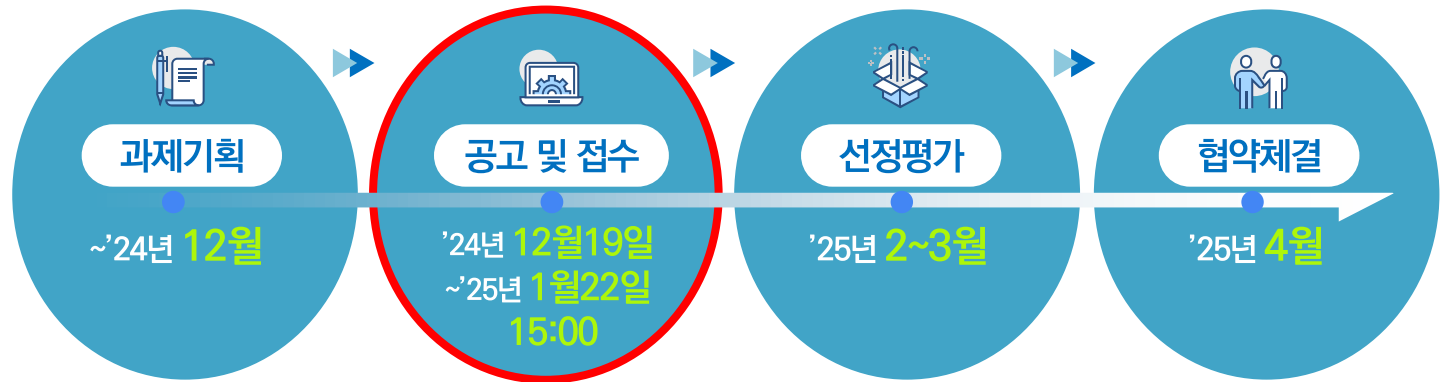 과제기획
~’24년 12월
공고 및 접수
’24년 12월19일
~’25년 1월22일
15:00
선정평가
’25년 2~3월
협약체결
’25년 4월